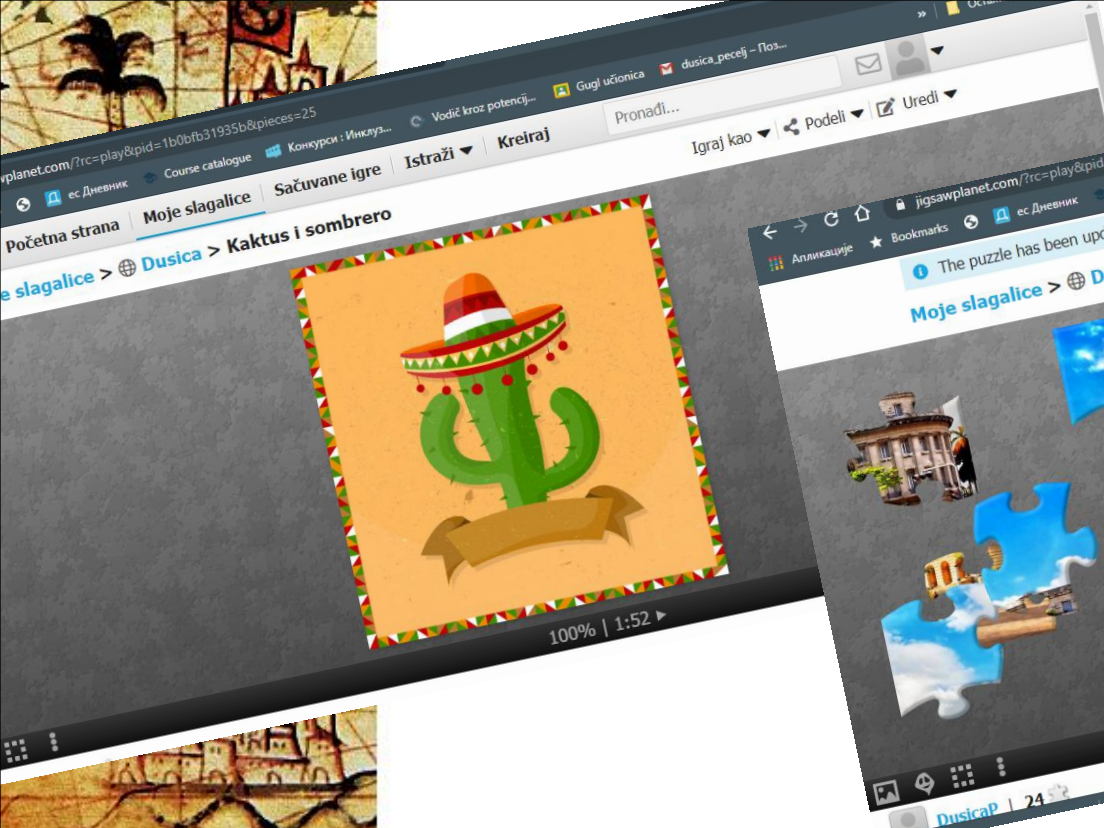 wplanet.com/?rc=play&pid=1b0bfb31935b&pieces=25
» Оста
ес Дневник Course catalogue Конкурси : Инклуз... Vodič kroz potencij... Gugl učionica dusica_pecelj – Поз...
Početna strana Moje slagalice Sačuvane igre Istraži Kreiraj Pronađi...
e slagalice > Dusica > Kaktus i sombrero
Igraj kao Podeli Uredi
100% | 1:52
jigsawplanet.com/?rc=play&pid
Апликације Bookmarks ес Дневник
The puzzle has been upd
Moje slagalice > D
DusicaP | 24